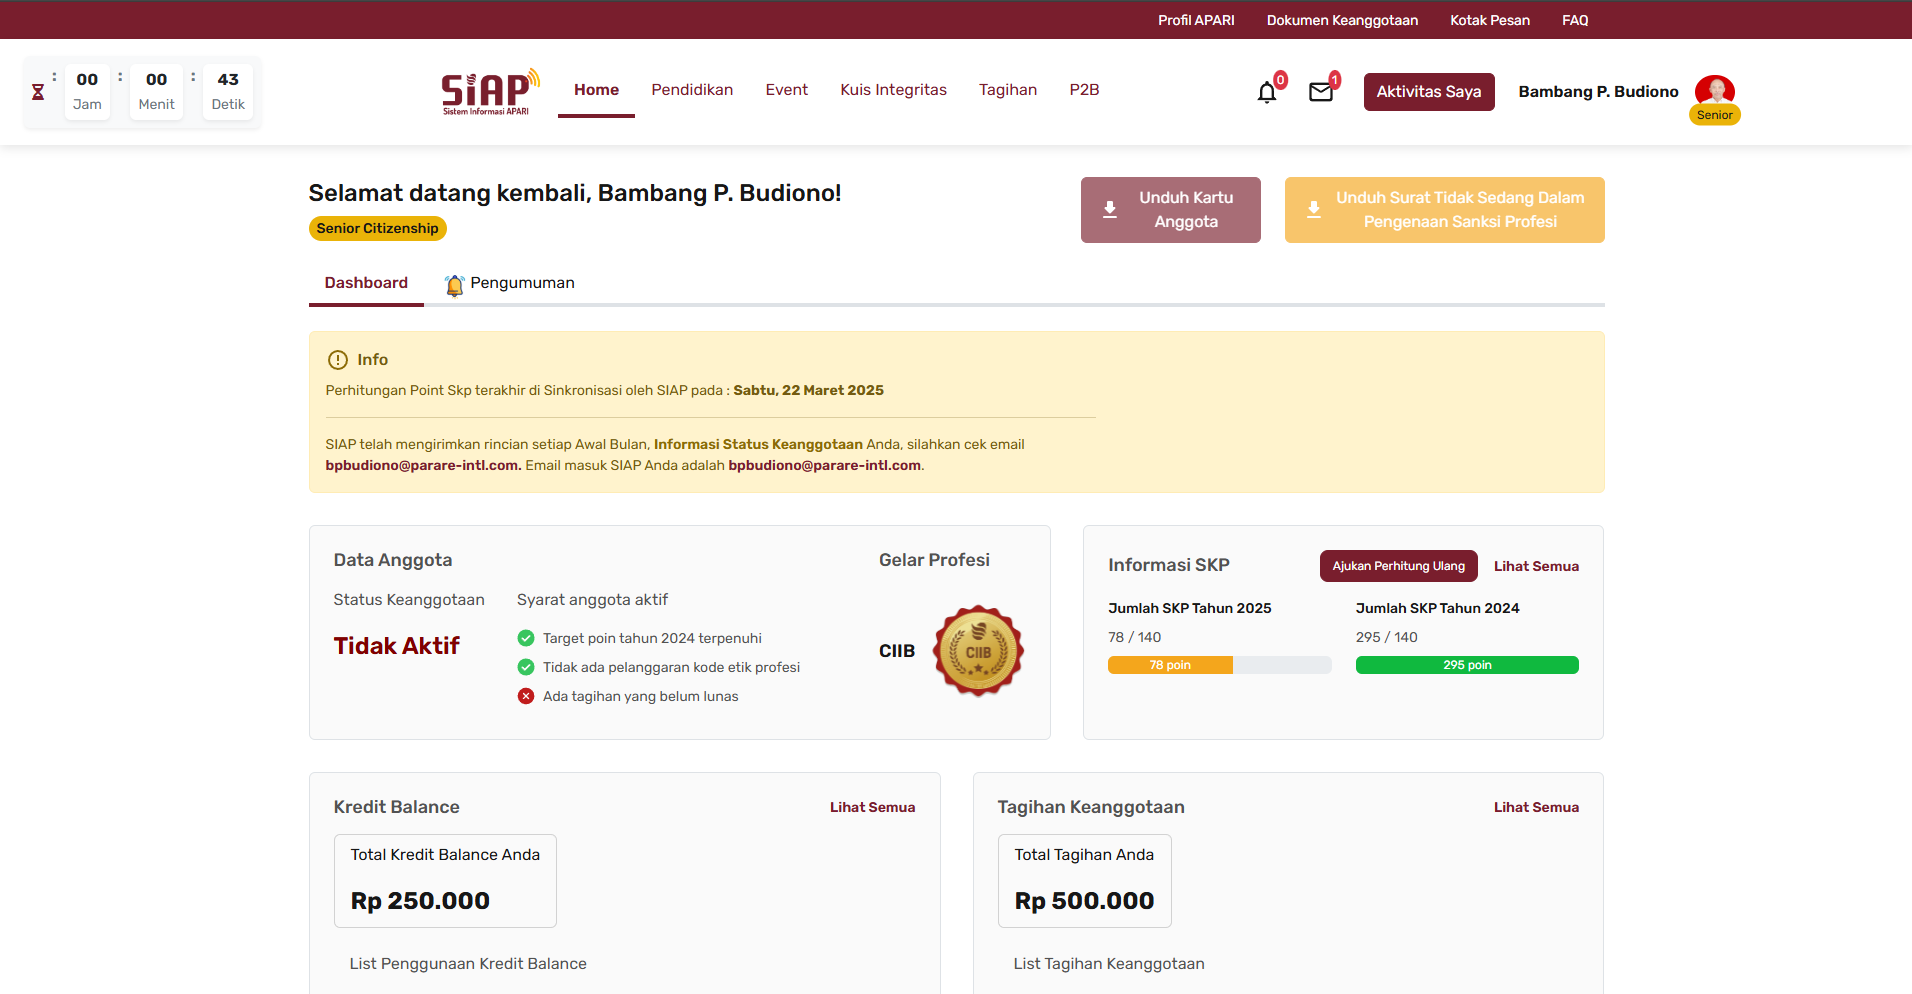 Profil APARI
Dokumen Keanggotaan
Kotak Pesan
FAQ
: 00 : 00 : 43
Jam Menit Detik
SiAP
Sistem Informasi APARI
Home
Pendidikan
Event
Kuis Integritas
Tagihan
P2B
0
1
Aktivitas Saya
Bambang P. Budiono
Senior
Selamat datang kembali, Bambang P. Budiono!
Senior Citizenship
Unduh Kartu
Anggota
Unduh Surat Tidak Sedang Dalam
Pengenaan Sanksi Profesi
Dashboard
Pengumuman
Info
Perhitungan Point Skp terakhir di Sinkronisasi oleh SIAP pada : Sabtu, 22 Maret 2025
SIAP telah mengirimkan rincian setiap Awal Bulan, Informasi Status Keanggotaan Anda, silahkan cek email
bpbudiono@parare-intl.com. Email masuk SIAP Anda adalah bpbudiono@parare-intl.com.
Data Anggota
Status Keanggotaan
Tidak Aktif
Syarat anggota aktif
Target poin tahun 2024 terpenuhi
Tidak ada pelanggaran kode etik profesi
Ada tagihan yang belum lunas
Gelar Profesi
CIIB
CIIB
Informasi SKP
Ajukan Perhitung Ulang
Lihat Semua
Jumlah SKP Tahun 2025
78 / 140
78 poin
Jumlah SKP Tahun 2024
295 / 140
295 poin
Kredit Balance
Lihat Semua
Total Kredit Balance Anda
Rp 250.000
List Penggunaan Kredit Balance
Tagihan Keanggotaan
Lihat Semua
Total Tagihan Anda
Rp 500.000
List Tagihan Keanggotaan